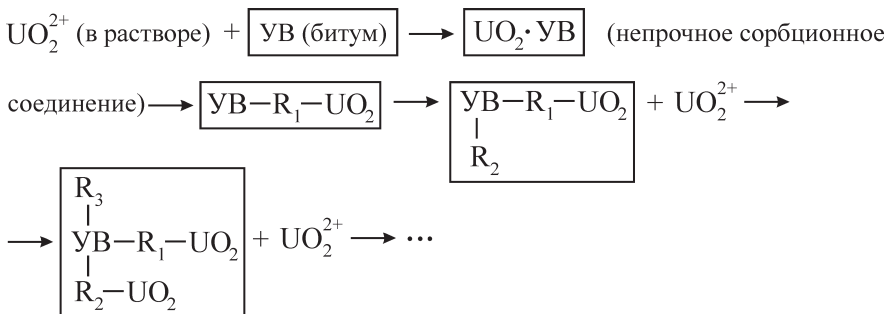 UO₂²⁺ (в растворе) + УВ (битум) → UO₂·УВ (непрочное сорбционное
соединение) → УВ–R₁–UO₂ → УВ–R₁–UO₂ + UO₂²⁺ →
R₂
R₃
→ УВ–R₁–UO₂ + UO₂²⁺ → ···
R₂–UO₂